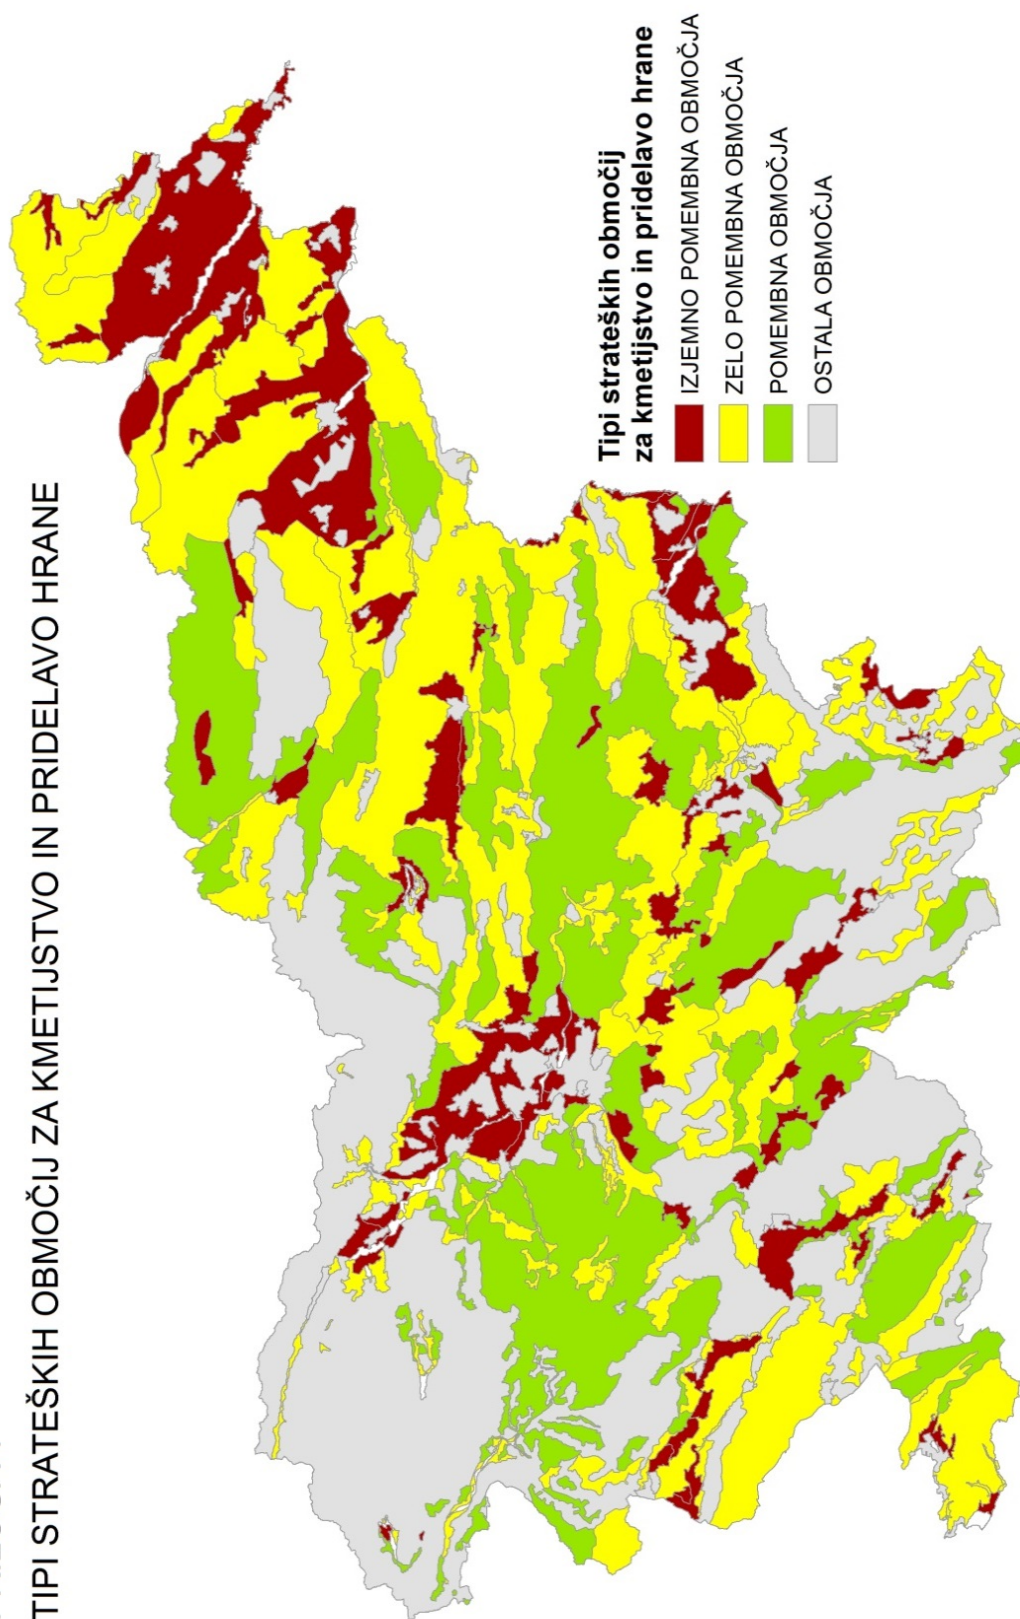 TIPI STRATEŠKIH OBMOČIJ ZA KMETIJSTVO IN PRIDELAVO HRANE
Tipi strateških območij
za kmetijstvo in pridelavo hrane
IZJEMNO POMEMBNA OBMOČJA
ZELO POMEMBNA OBMOČJA
POMEMBNA OBMOČJA
OSTALA OBMOČJA